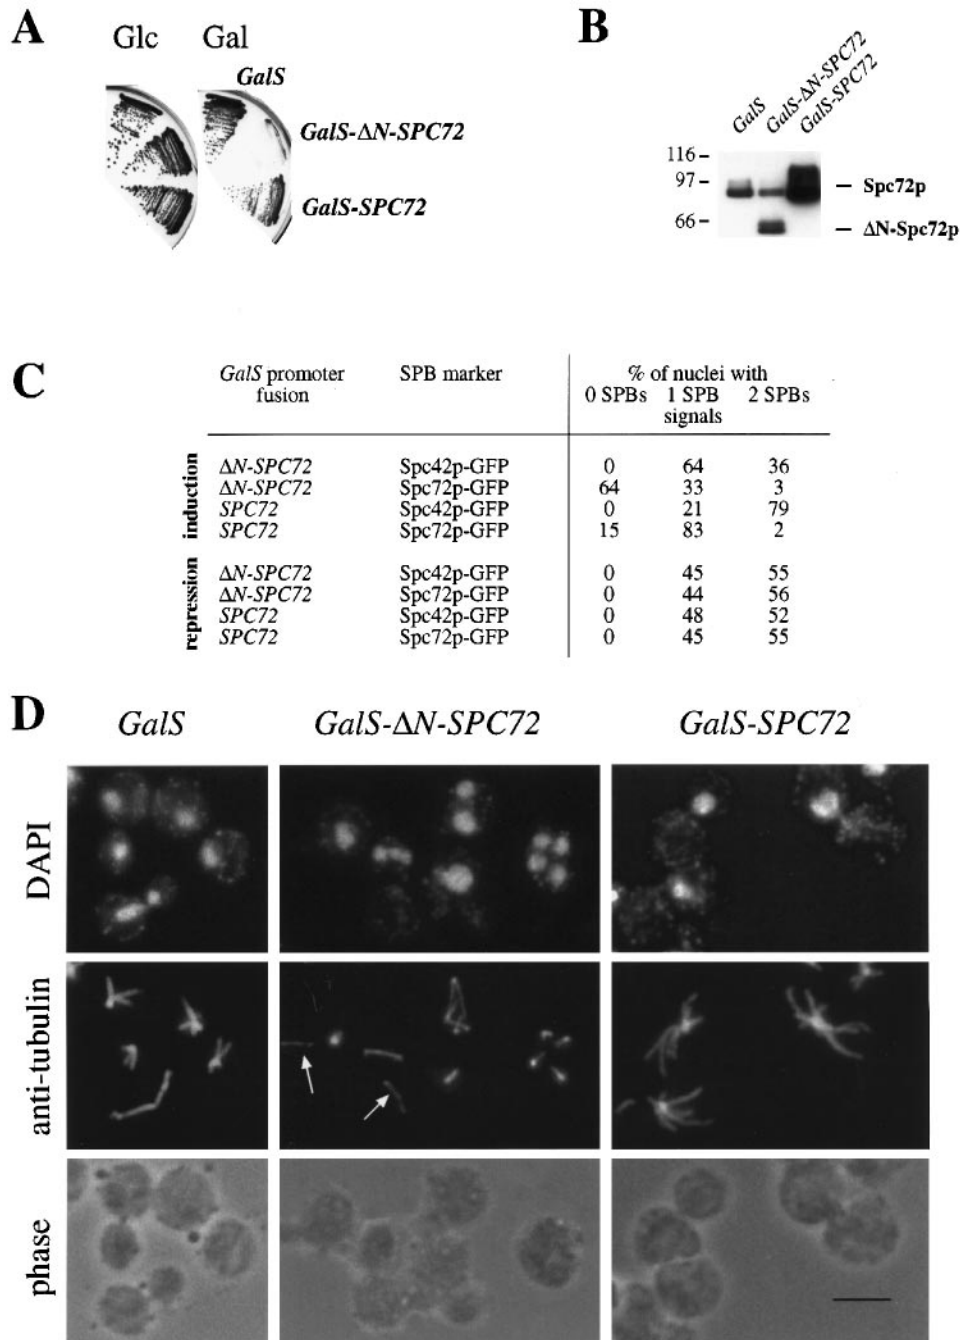 A
Glc Gal
GalS
GalS-ΔN-SPC72
GalS-SPC72
B
GalS
GalS-ΔN-SPC72
GalS-SPC72
116 –
97 –
66 –
– Spc72p
– ΔN-Spc72p
C
GalS promoter fusion SPB marker % of nuclei with
0 SPBs 1 SPB 2 SPBs
signals
induction
ΔN-SPC72 Spc42p-GFP 0 64 36
ΔN-SPC72 Spc72p-GFP 64 33 3
SPC72 Spc42p-GFP 0 21 79
SPC72 Spc72p-GFP 15 83 2
repression
ΔN-SPC72 Spc42p-GFP 0 45 55
ΔN-SPC72 Spc72p-GFP 0 44 56
SPC72 Spc42p-GFP 0 48 52
SPC72 Spc72p-GFP 0 45 55
D
GalS GalS-ΔN-SPC72 GalS-SPC72
DAPI
anti-tubulin
phase